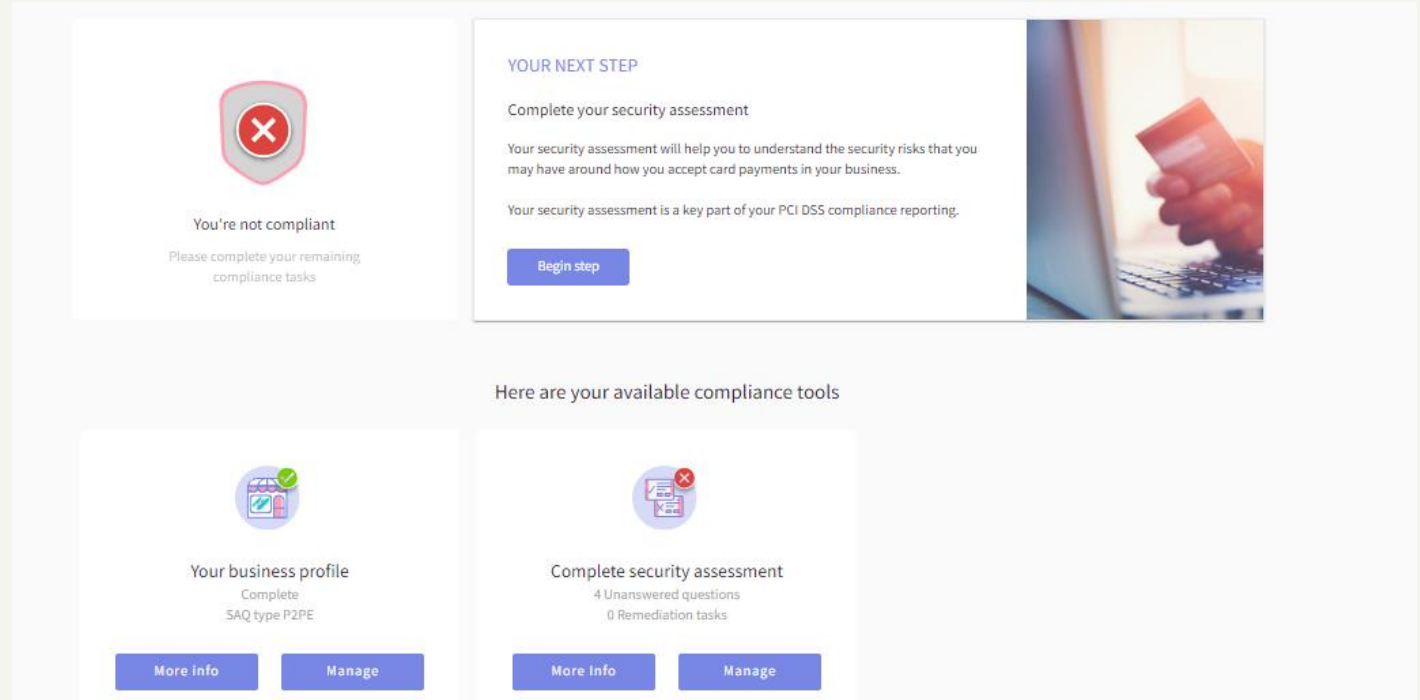 You're not compliant
Please complete your remaining
compliance tasks
YOUR NEXT STEP
Complete your security assessment
Your security assessment will help you to understand the security risks that you
may have around how you accept card payments in your business.
Your security assessment is a key part of your PCI DSS compliance reporting.
Begin step
Here are your available compliance tools
Your business profile
Complete
SAQ type P2PE
More info
Manage
Complete security assessment
4 Unanswered questions
0 Remediation tasks
More Info
Manage